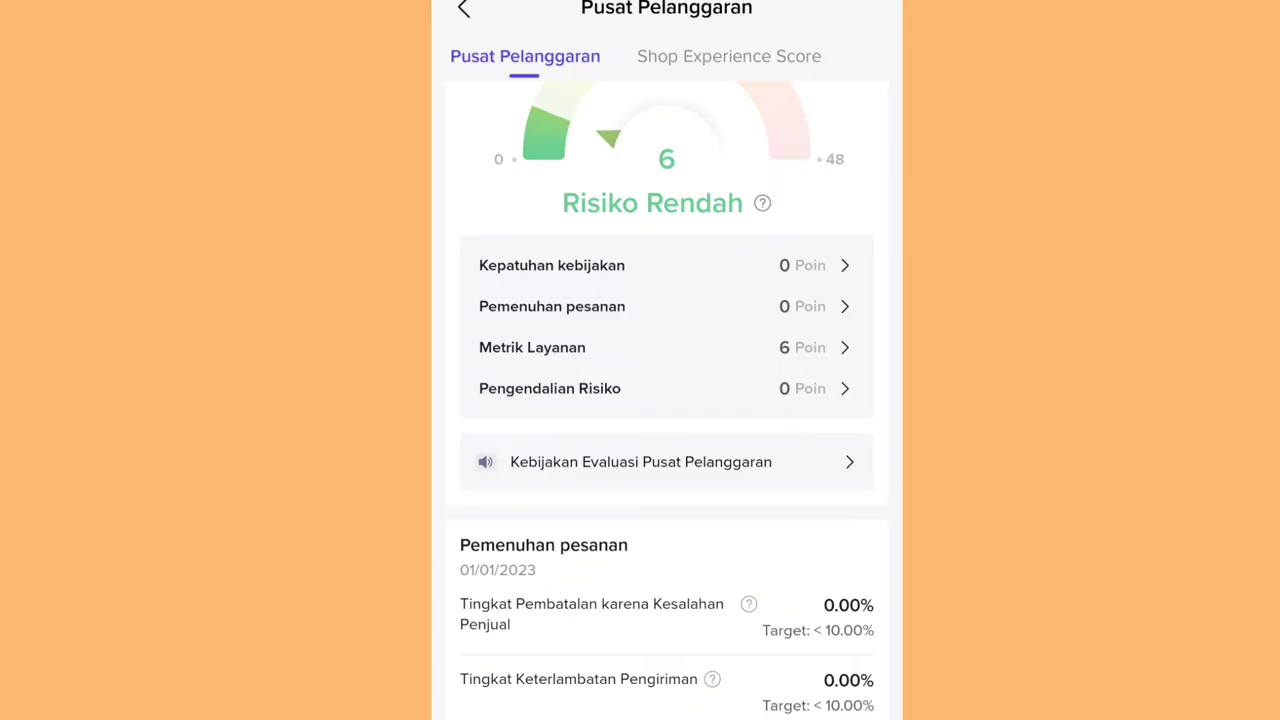 Pusat Pelanggaran
Pusat Pelanggaran Shop Experience Score
0 48
6
Risiko Rendah ?
Kepatuhan kebijakan 0 Poin
Pemenuhan pesanan 0 Poin
Metrik Layanan 6 Poin
Pengendalian Risiko 0 Poin
Kebijakan Evaluasi Pusat Pelanggaran
Pemenuhan pesanan
01/01/2023
Tingkat Pembatalan karena Kesalahan ? 0.00%
Penjual Target: < 10.00%
Tingkat Keterlambatan Pengiriman ? 0.00%
Target: < 10.00%